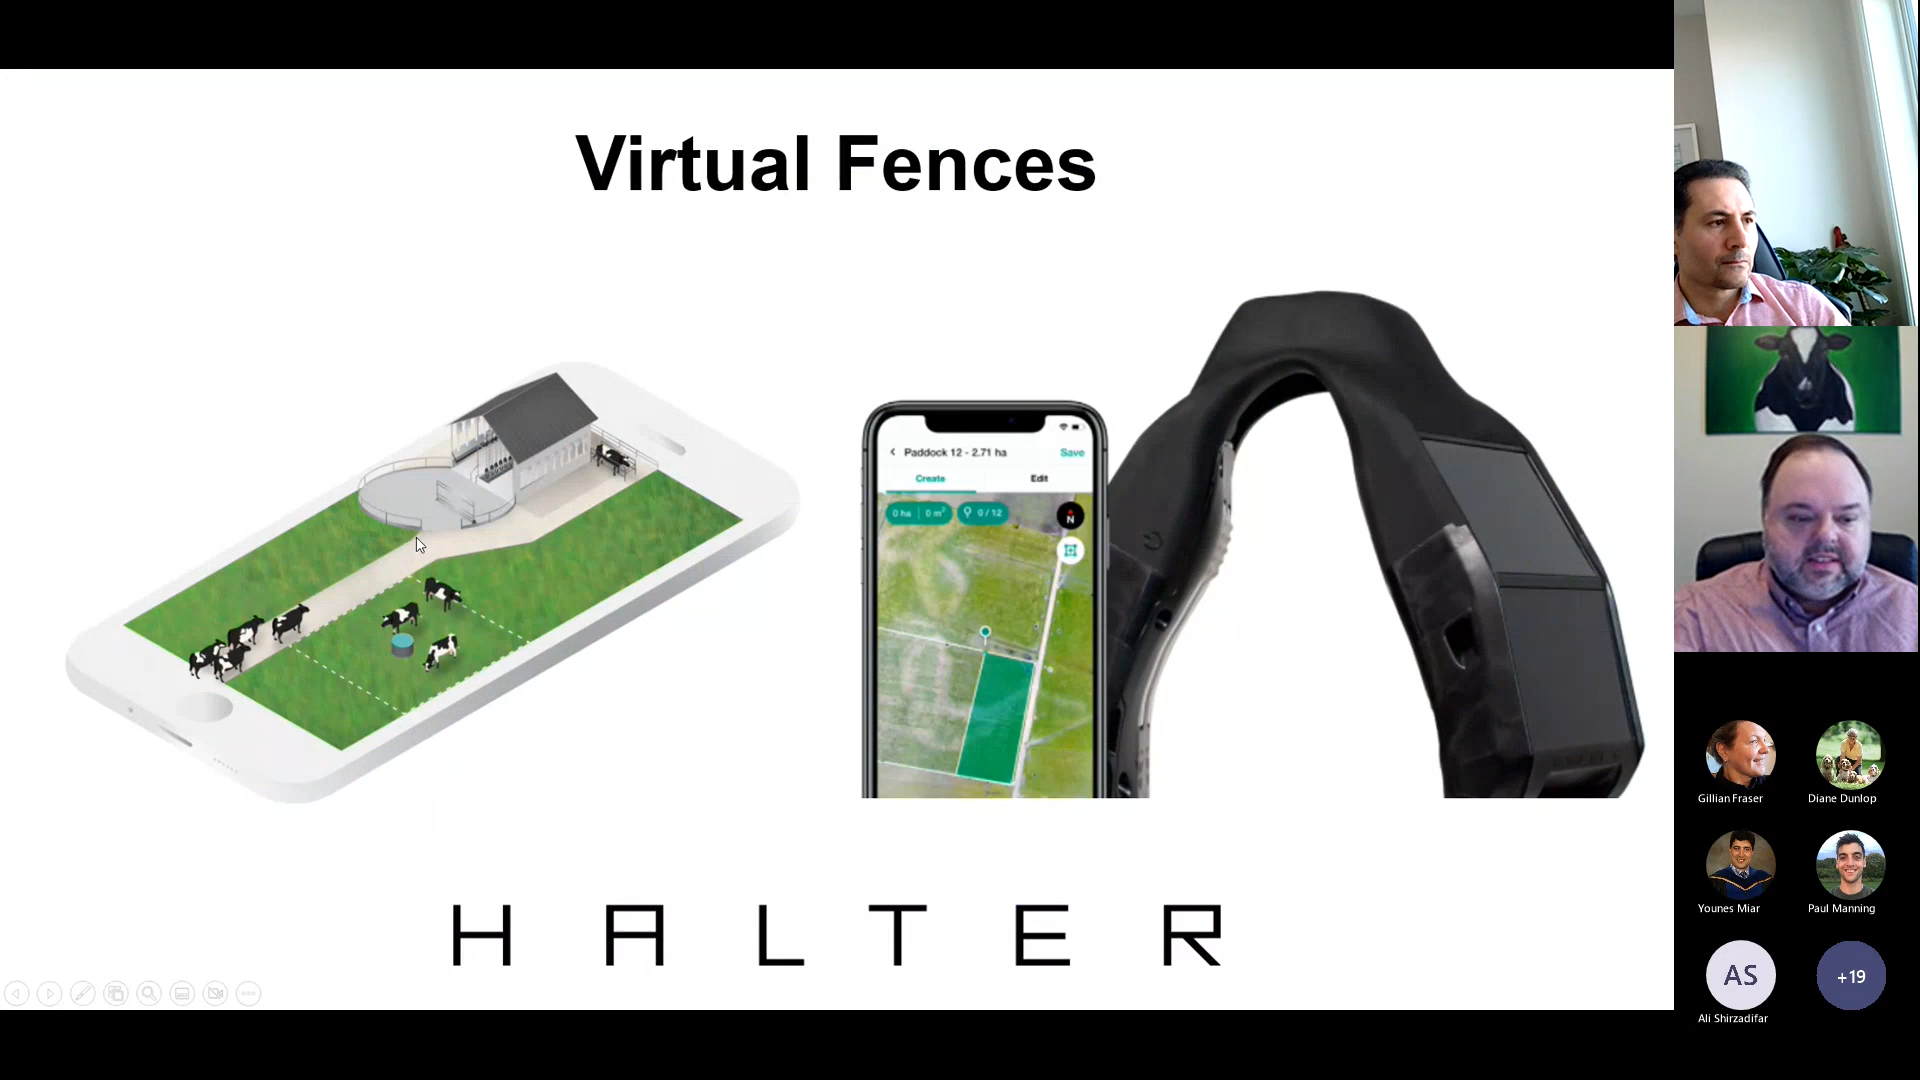 Virtual Fences
Paddock 12 - 2.71 ha
Save
Create
Edit
0 ha | 0 m²
0 / 12
N
HALTER
Gillian Fraser
Diane Dunlop
Younes Miar
Paul Manning
AS
+19
Ali Shirzadifar